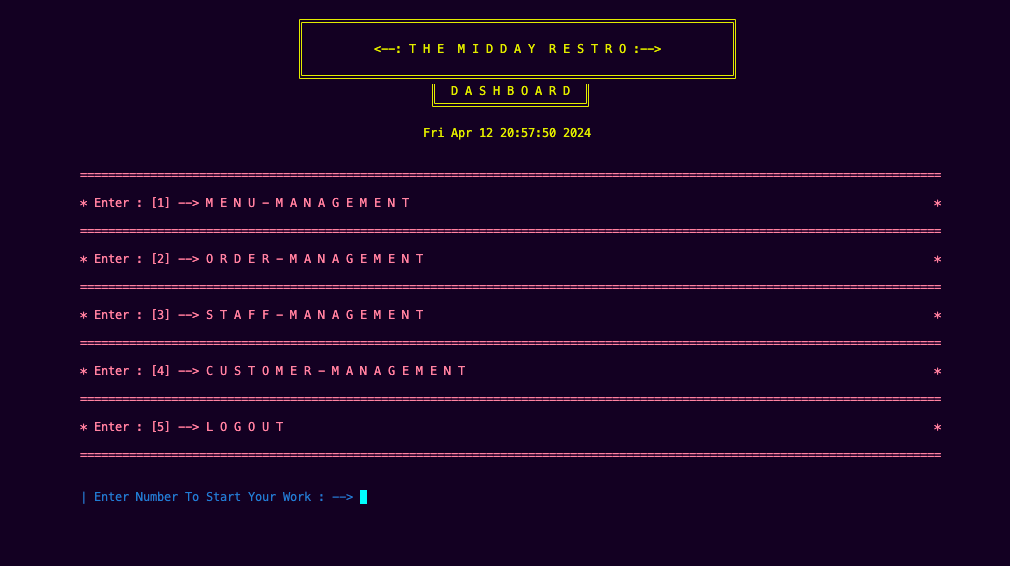 <--: T H E  M I D D A Y  R E S T R O :-->
D A S H B O A R D
Fri Apr 12 20:57:50 2024
* Enter : [1] --> M E N U - M A N A G E M E N T *
* Enter : [2] --> O R D E R - M A N A G E M E N T *
* Enter : [3] --> S T A F F - M A N A G E M E N T *
* Enter : [4] --> C U S T O M E R - M A N A G E M E N T *
* Enter : [5] --> L O G O U T *
| Enter Number To Start Your Work : -->